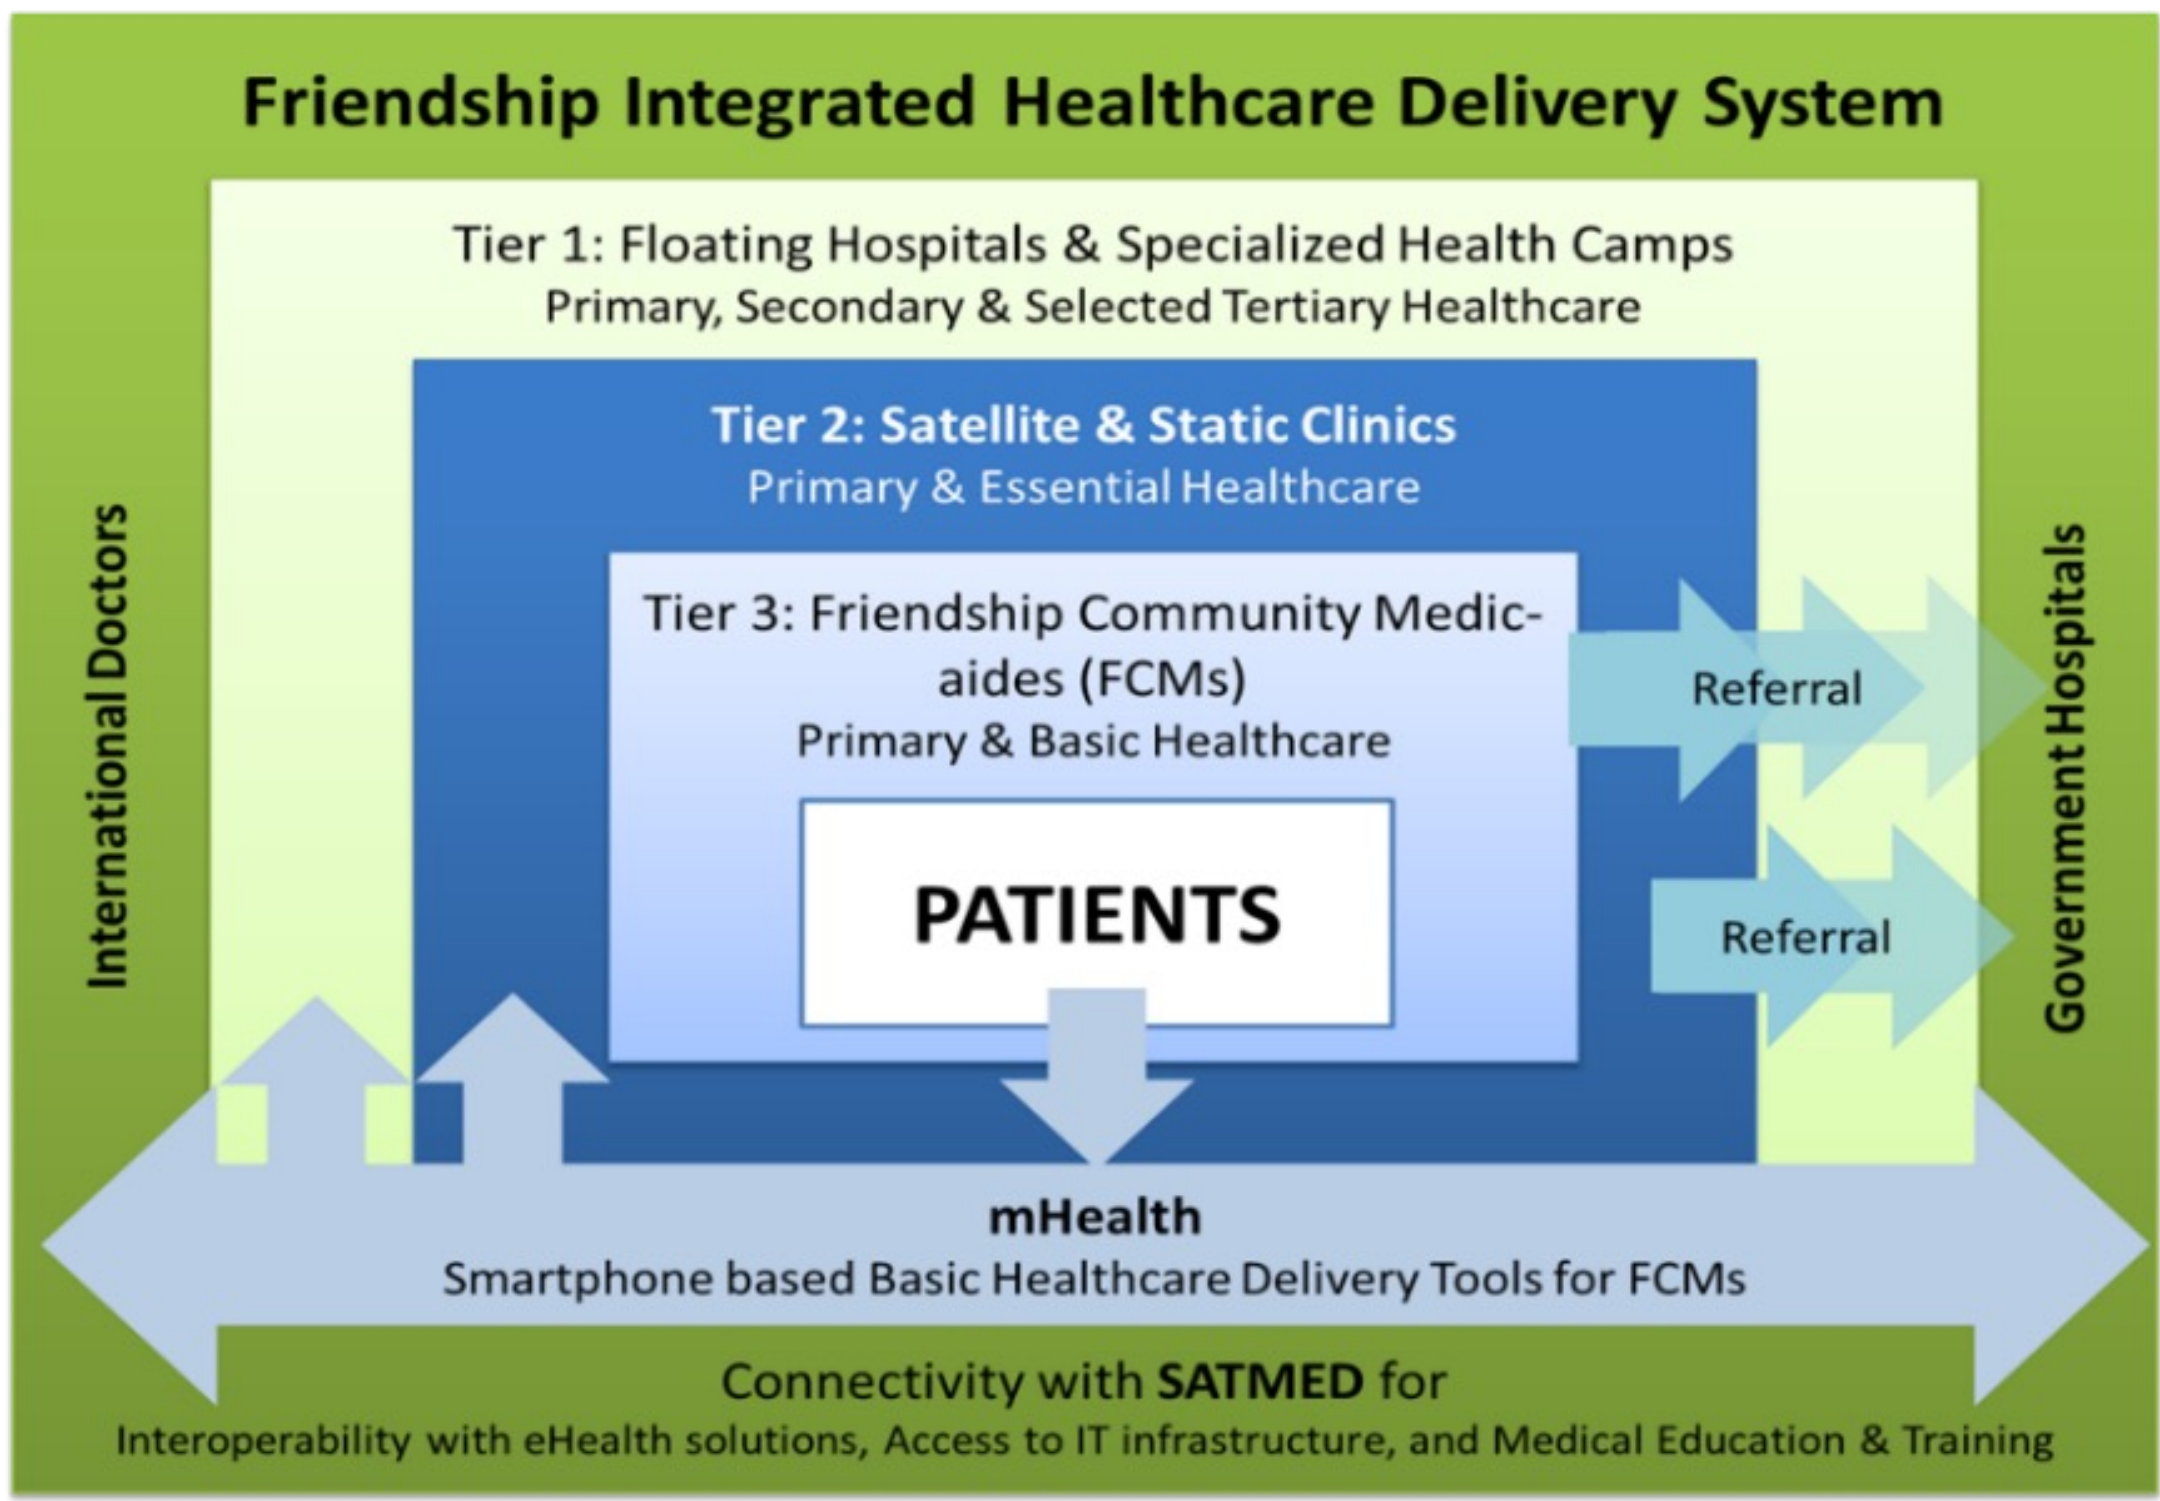 Friendship Integrated Healthcare Delivery System
Tier 1: Floating Hospitals & Specialized Health Camps
Primary, Secondary & Selected Tertiary Healthcare
Tier 2: Satellite & Static Clinics
Primary & Essential Healthcare
Tier 3: Friendship Community Medic-
aides (FCMs)
Primary & Basic Healthcare
PATIENTS
International Doctors
Referral
Referral
Government Hospitals
mHealth
Smartphone based Basic Healthcare Delivery Tools for FCMs
Connectivity with SATMED for
Interoperability with eHealth solutions, Access to IT infrastructure, and Medical Education & Training